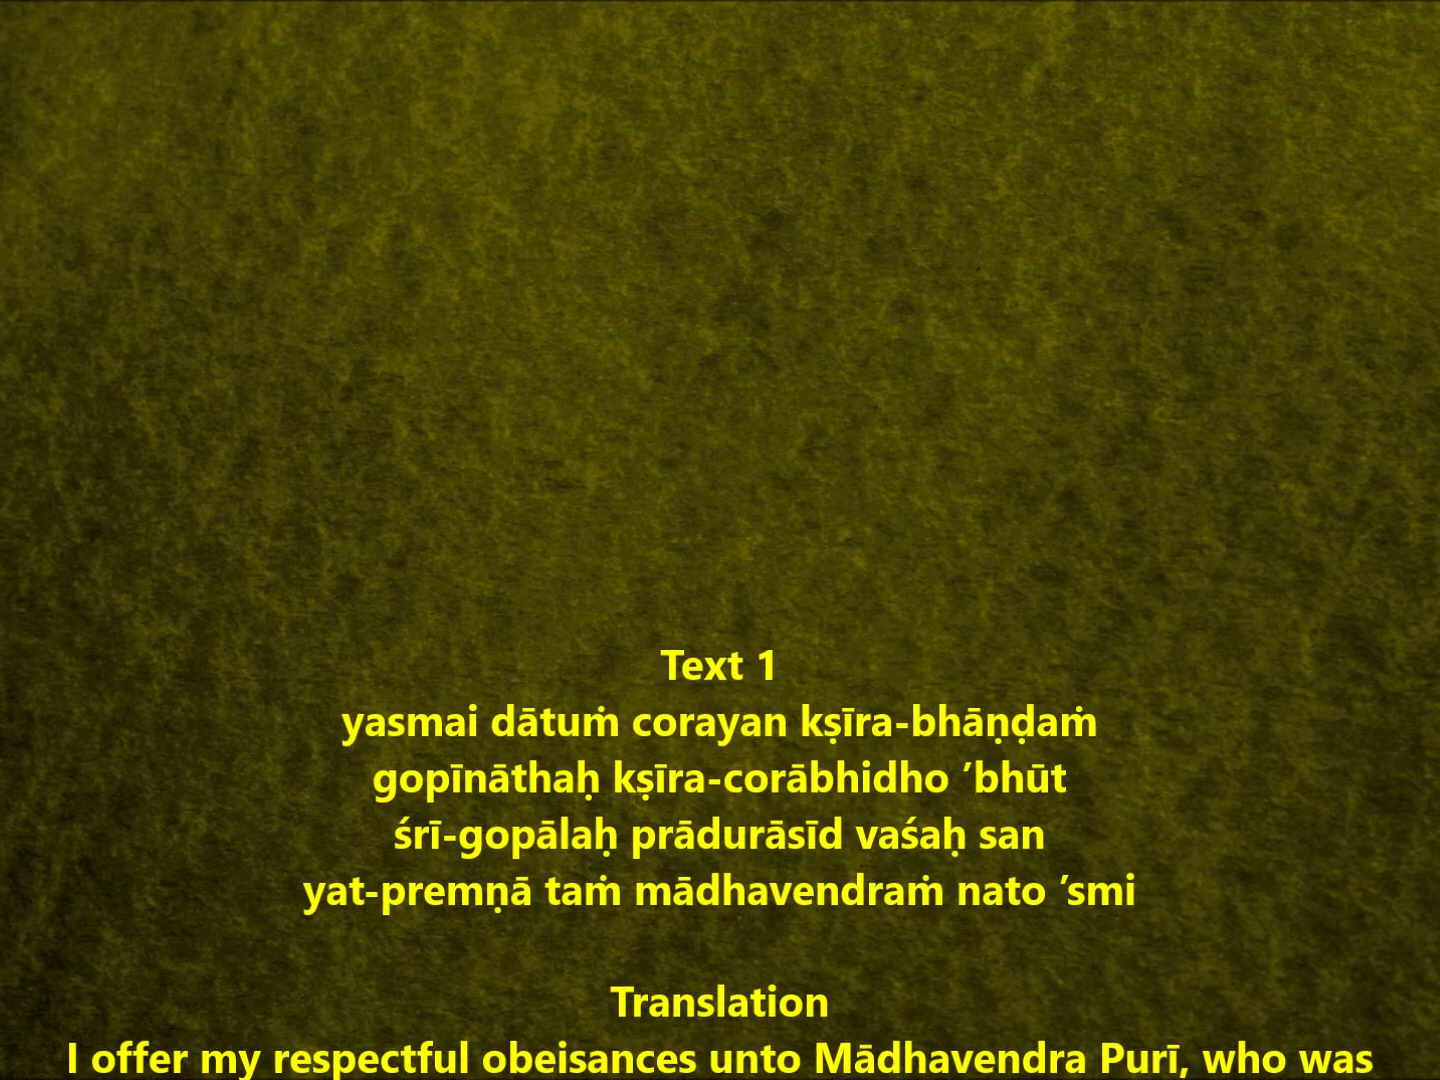 Text 1
yasmai dātuṁ corayan kṣīra-bhāṇḍaṁ
gopīnāthaḥ kṣīra-corābhidho ’bhūt
śrī-gopālaḥ prādurāsīd vaśaḥ san
yat-premṇā taṁ mādhavendraṁ nato ’smi
Translation
I offer my respectful obeisances unto Mādhavendra Purī, who was